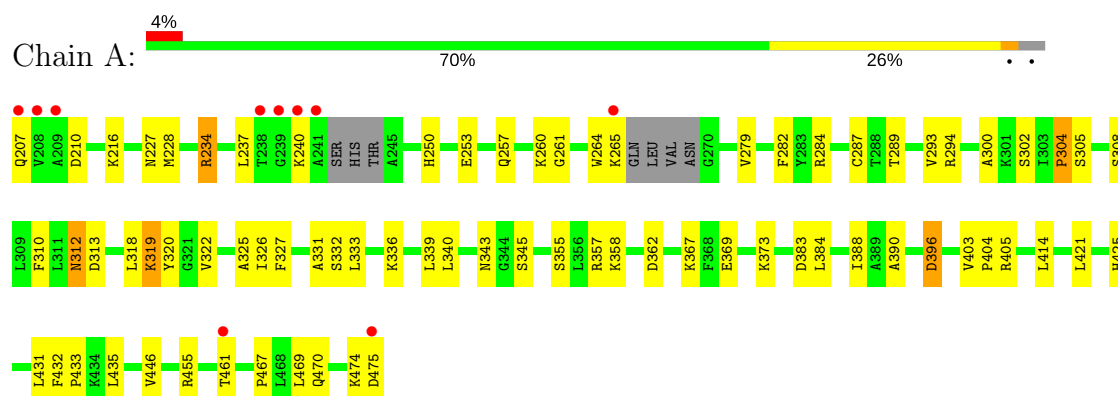 4%
Chain A:
70% 26% • •
Q207 V208 A209 D210 K216 N227 M228 R234 L237 T238 G239 K240 A241 SER HIS THR A245 H250 E253 Q257 K260 G261 W264 K265 GLN LEU VAL ASN G270 V279 F282 Y283 R284 C287 T288 T289 V293 R294 A300 K301 S302 I303 P304 S305 S308
L309 F310 L311 N312 D313 L318 K319 Y320 G321 V322 A325 I326 F327 A331 S332 L333 K336 L339 L340 N343 G344 S345 S355 L356 R357 K358 D362 K367 F368 E369 K373 D383 L384 I388 A389 A390 D396 V403 P404 R405 L414 L421 H425
L431 F432 P433 K434 L435 V446 R455 T461 P467 L468 L469 Q470 K474 D475